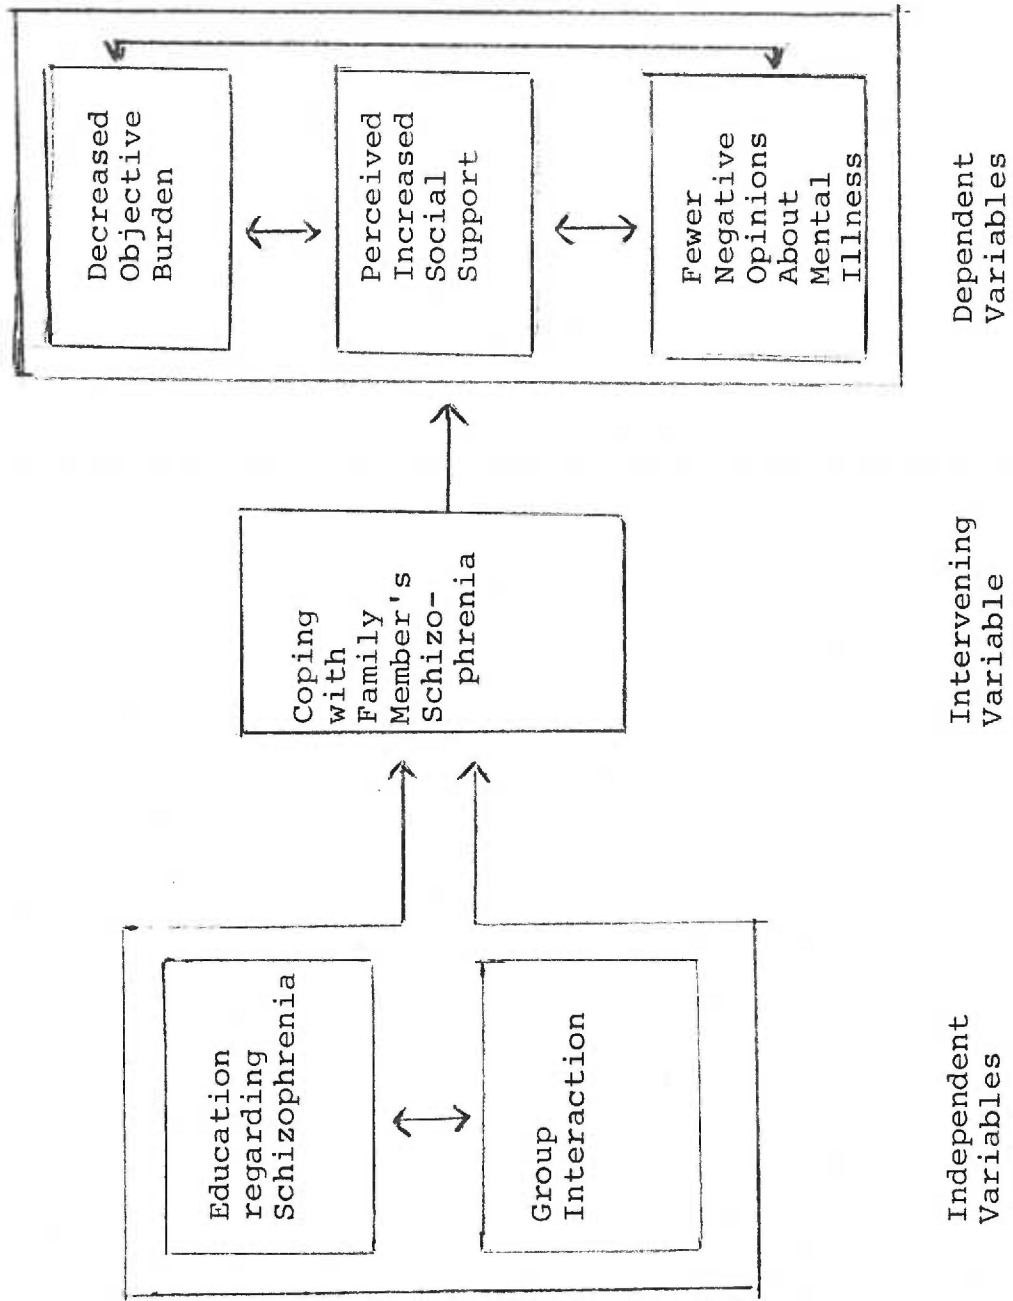 Education
regarding
Schizophrenia
Group
Interaction
Independent
Variables
Coping
with
Family
Member's
Schizo-
phrenia
Intervening
Variable
Decreased
Objective
Burden
Perceived
Increased
Social
Support
Fewer
Negative
Opinions
About
Mental
Illness
Dependent
Variables